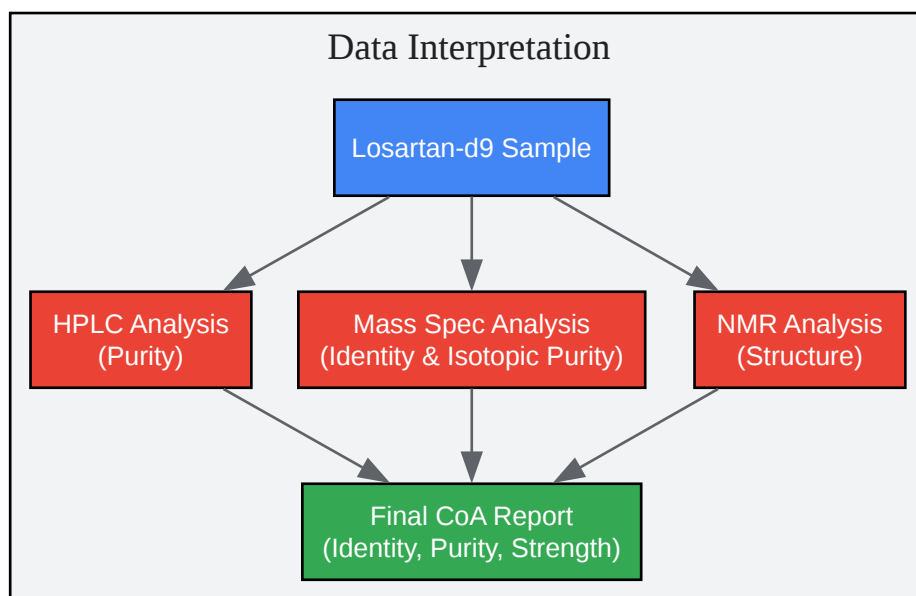 Data Interpretation
Losartan-d9 Sample
HPLC Analysis
(Purity)
Mass Spec Analysis
(Identity & Isotopic Purity)
NMR Analysis
(Structure)
Final CoA Report
(Identity, Purity, Strength)